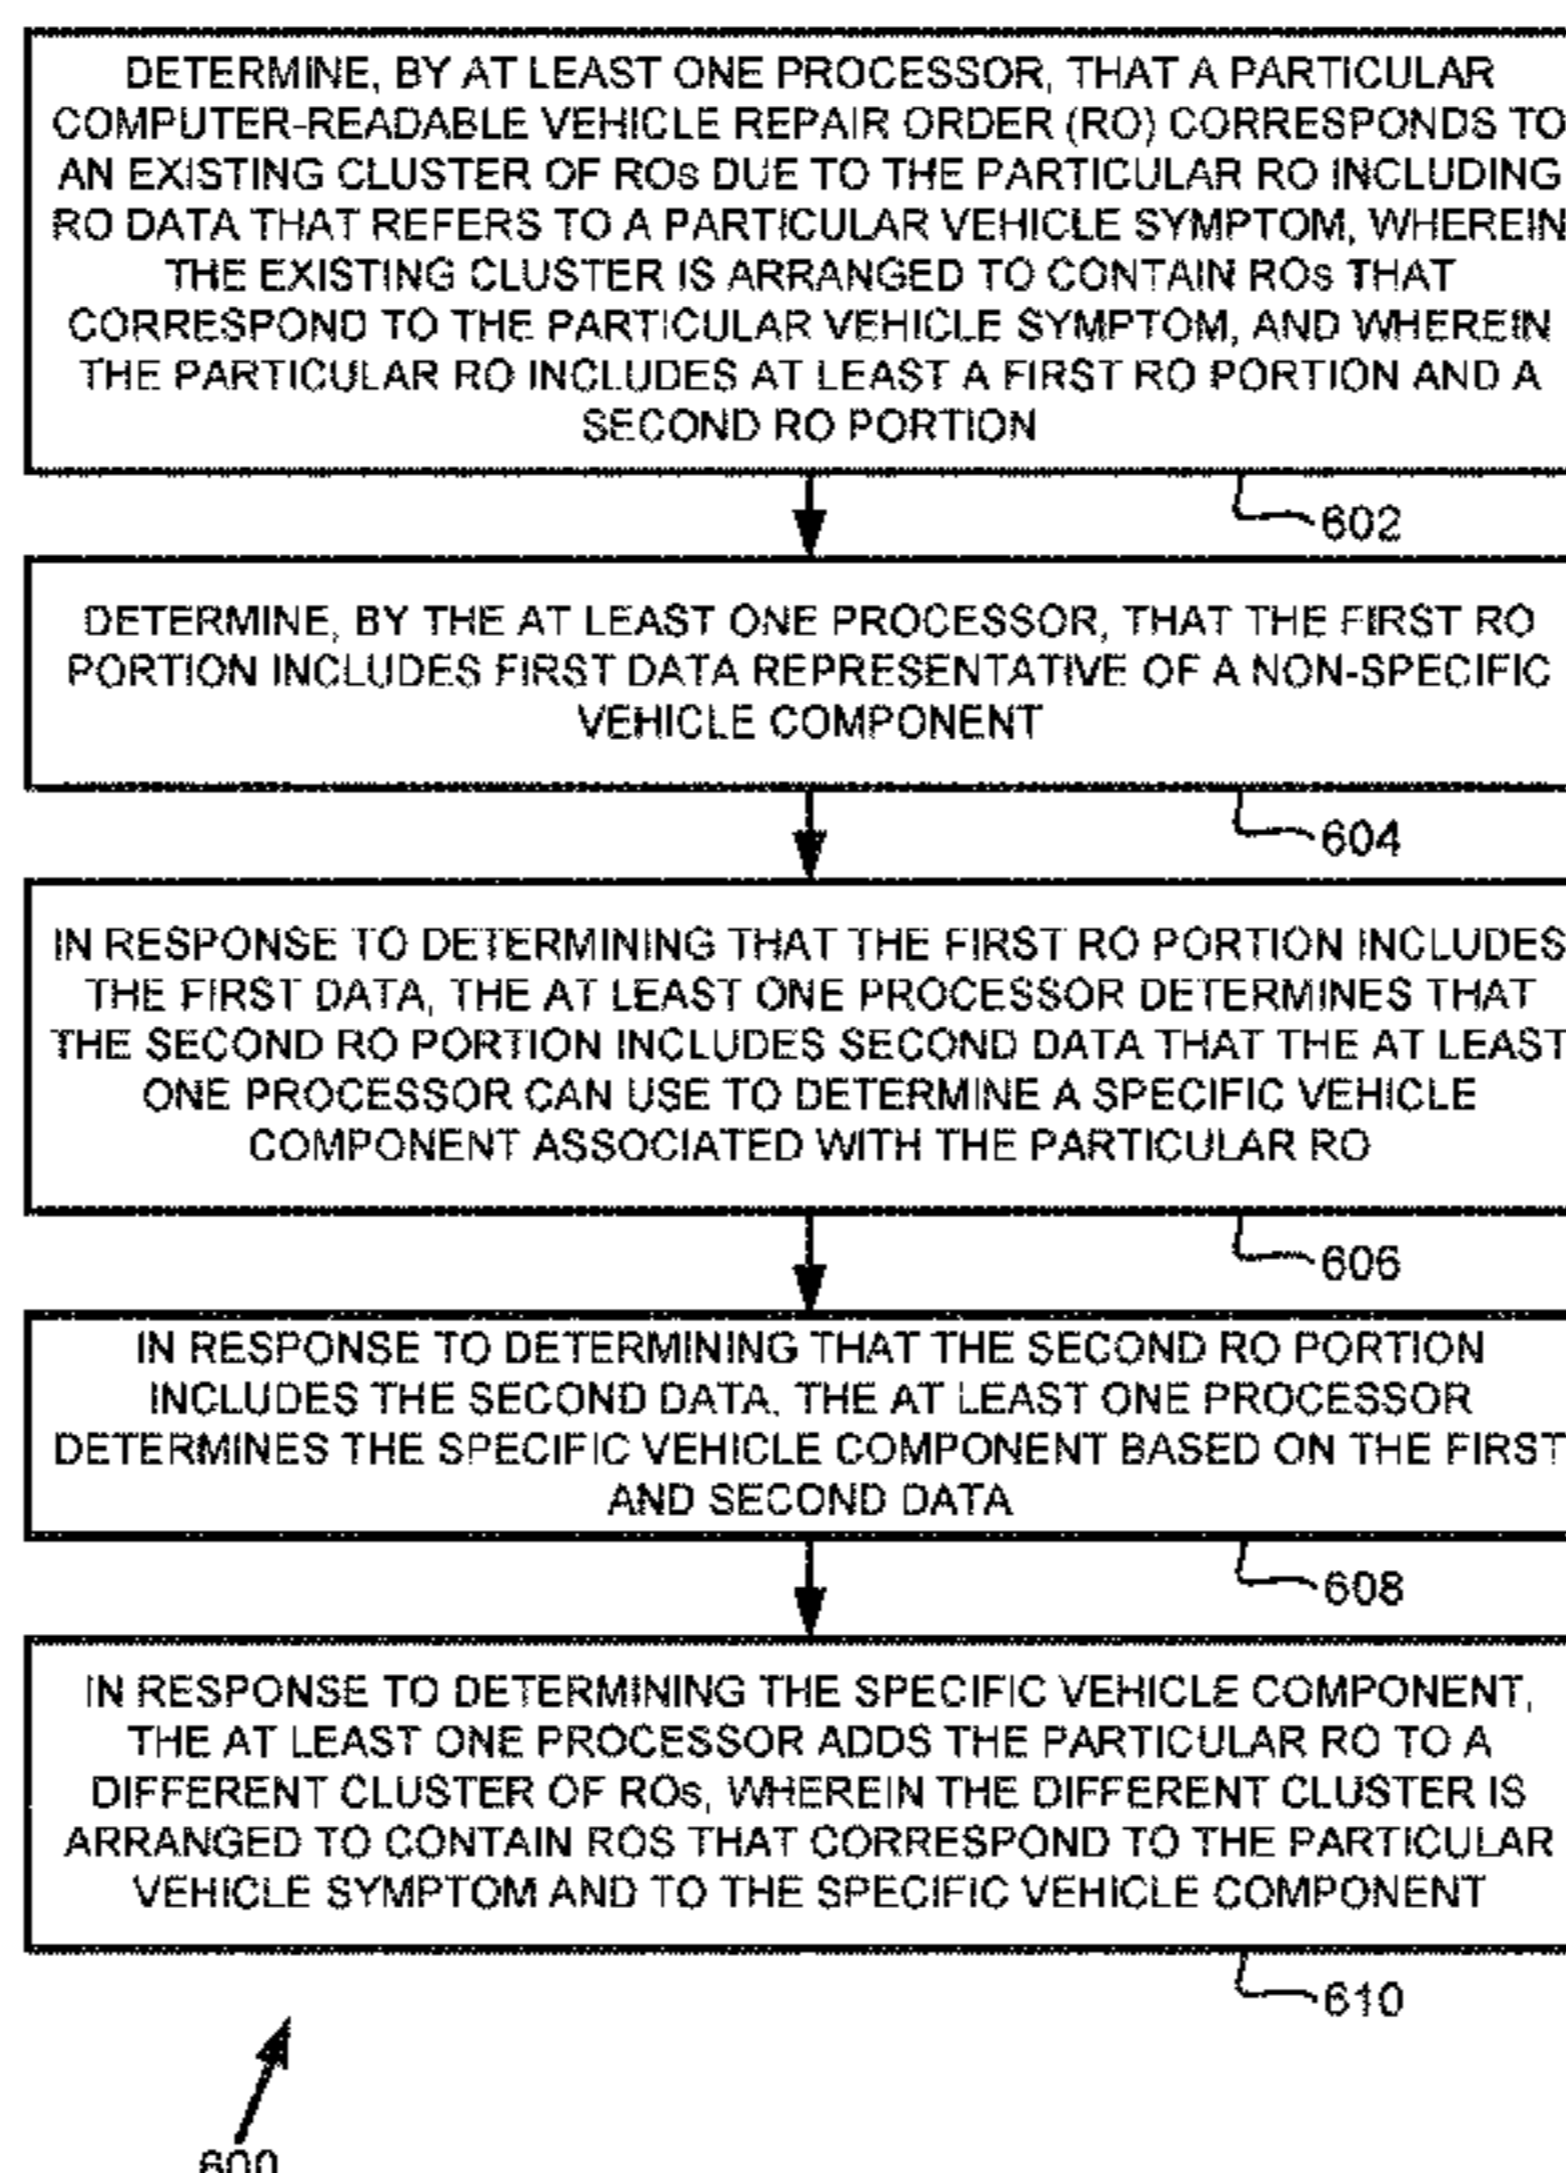 DETERMINE, BY AT LEAST ONE PROCESSOR, THAT A PARTICULAR
COMPUTER-READABLE VEHICLE REPAIR ORDER (RO) CORRESPONDS TO
AN EXISTING CLUSTER OF ROs DUE TO THE PARTICULAR RO INCLUDING
RO DATA THAT REFERS TO A PARTICULAR VEHICLE SYMPTOM, WHEREIN
THE EXISTING CLUSTER IS ARRANGED TO CONTAIN ROs THAT
CORRESPOND TO THE PARTICULAR VEHICLE SYMPTOM, AND WHEREIN
THE PARTICULAR RO INCLUDES AT LEAST A FIRST RO PORTION AND A
SECOND RO PORTION
602
DETERMINE, BY THE AT LEAST ONE PROCESSOR, THAT THE FIRST RO
PORTION INCLUDES FIRST DATA REPRESENTATIVE OF A NON-SPECIFIC
VEHICLE COMPONENT
604
IN RESPONSE TO DETERMINING THAT THE FIRST RO PORTION INCLUDES
THE FIRST DATA, THE AT LEAST ONE PROCESSOR DETERMINES THAT
THE SECOND RO PORTION INCLUDES SECOND DATA THAT THE AT LEAST
ONE PROCESSOR CAN USE TO DETERMINE A SPECIFIC VEHICLE
COMPONENT ASSOCIATED WITH THE PARTICULAR RO
606
IN RESPONSE TO DETERMINING THAT THE SECOND RO PORTION
INCLUDES THE SECOND DATA, THE AT LEAST ONE PROCESSOR
DETERMINES THE SPECIFIC VEHICLE COMPONENT BASED ON THE FIRST
AND SECOND DATA
608
IN RESPONSE TO DETERMINING THE SPECIFIC VEHICLE COMPONENT,
THE AT LEAST ONE PROCESSOR ADDS THE PARTICULAR RO TO A
DIFFERENT CLUSTER OF ROs, WHEREIN THE DIFFERENT CLUSTER IS
ARRANGED TO CONTAIN ROS THAT CORRESPOND TO THE PARTICULAR
VEHICLE SYMPTOM AND TO THE SPECIFIC VEHICLE COMPONENT
610
600